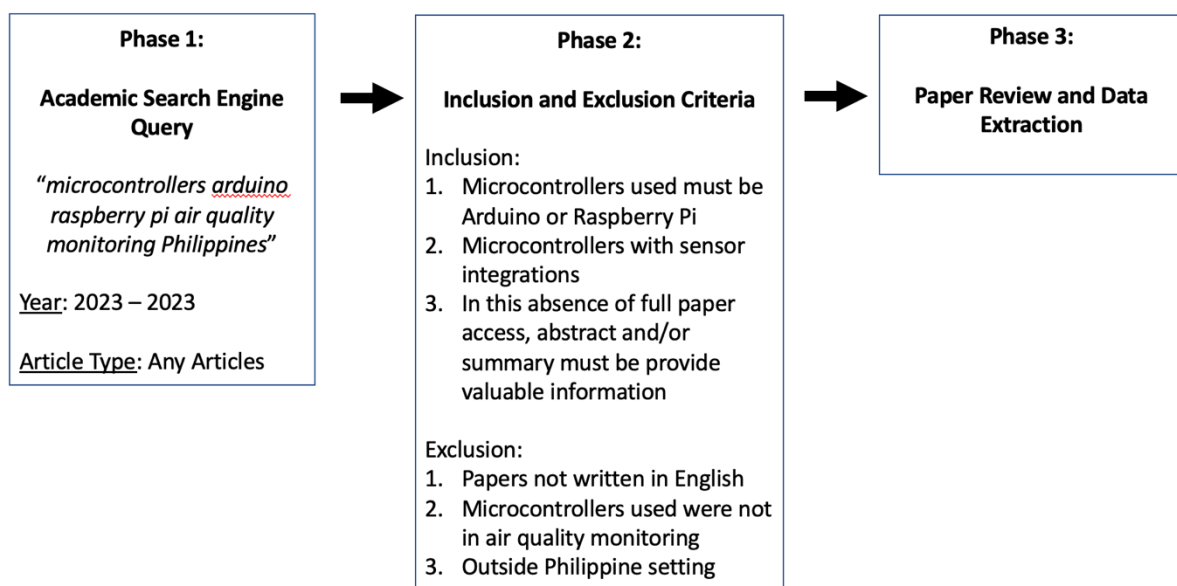 Phase 1:
Academic Search Engine
Query
“microcontrollers arduino
raspberry pi air quality
monitoring Philippines”
Year: 2023 – 2023
Article Type: Any Articles
Phase 2:
Inclusion and Exclusion Criteria
Inclusion:
1. Microcontrollers used must be
Arduino or Raspberry Pi
2. Microcontrollers with sensor
integrations
3. In this absence of full paper
access, abstract and/or
summary must be provide
valuable information
Exclusion:
1. Papers not written in English
2. Microcontrollers used were not
in air quality monitoring
3. Outside Philippine setting
Phase 3:
Paper Review and Data
Extraction